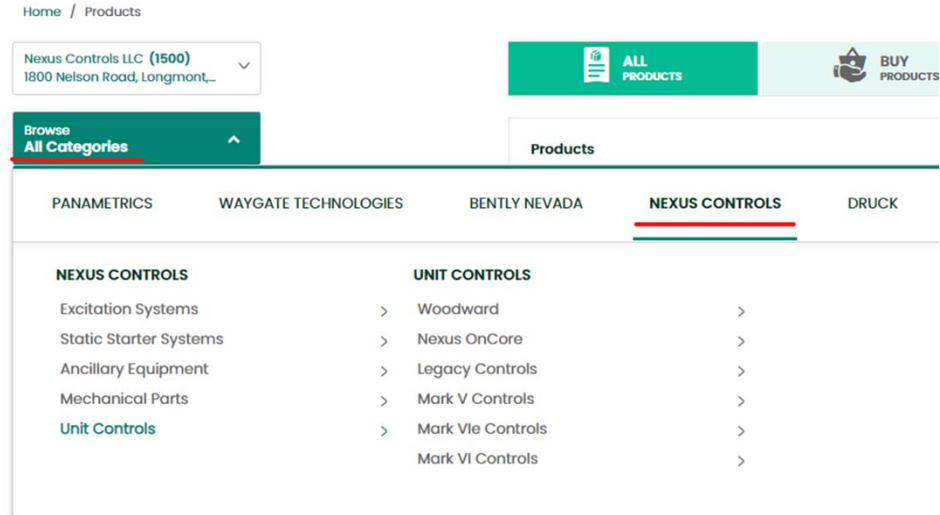 Home / Products
Nexus Controls LLC (1500)
1800 Nelson Road, Longmont,...
ALL
PRODUCTS
BUY
PRODUCTS
Browse
All Categories
Products
PANAMETRICS WAYGATE TECHNOLOGIES BENTLY NEVADA NEXUS CONTROLS DRUCK
NEXUS CONTROLS
Excitation Systems
Static Starter Systems
Ancillary Equipment
Mechanical Parts
Unit Controls
UNIT CONTROLS
Woodward
Nexus OnCore
Legacy Controls
Mark V Controls
Mark VIe Controls
Mark VI Controls